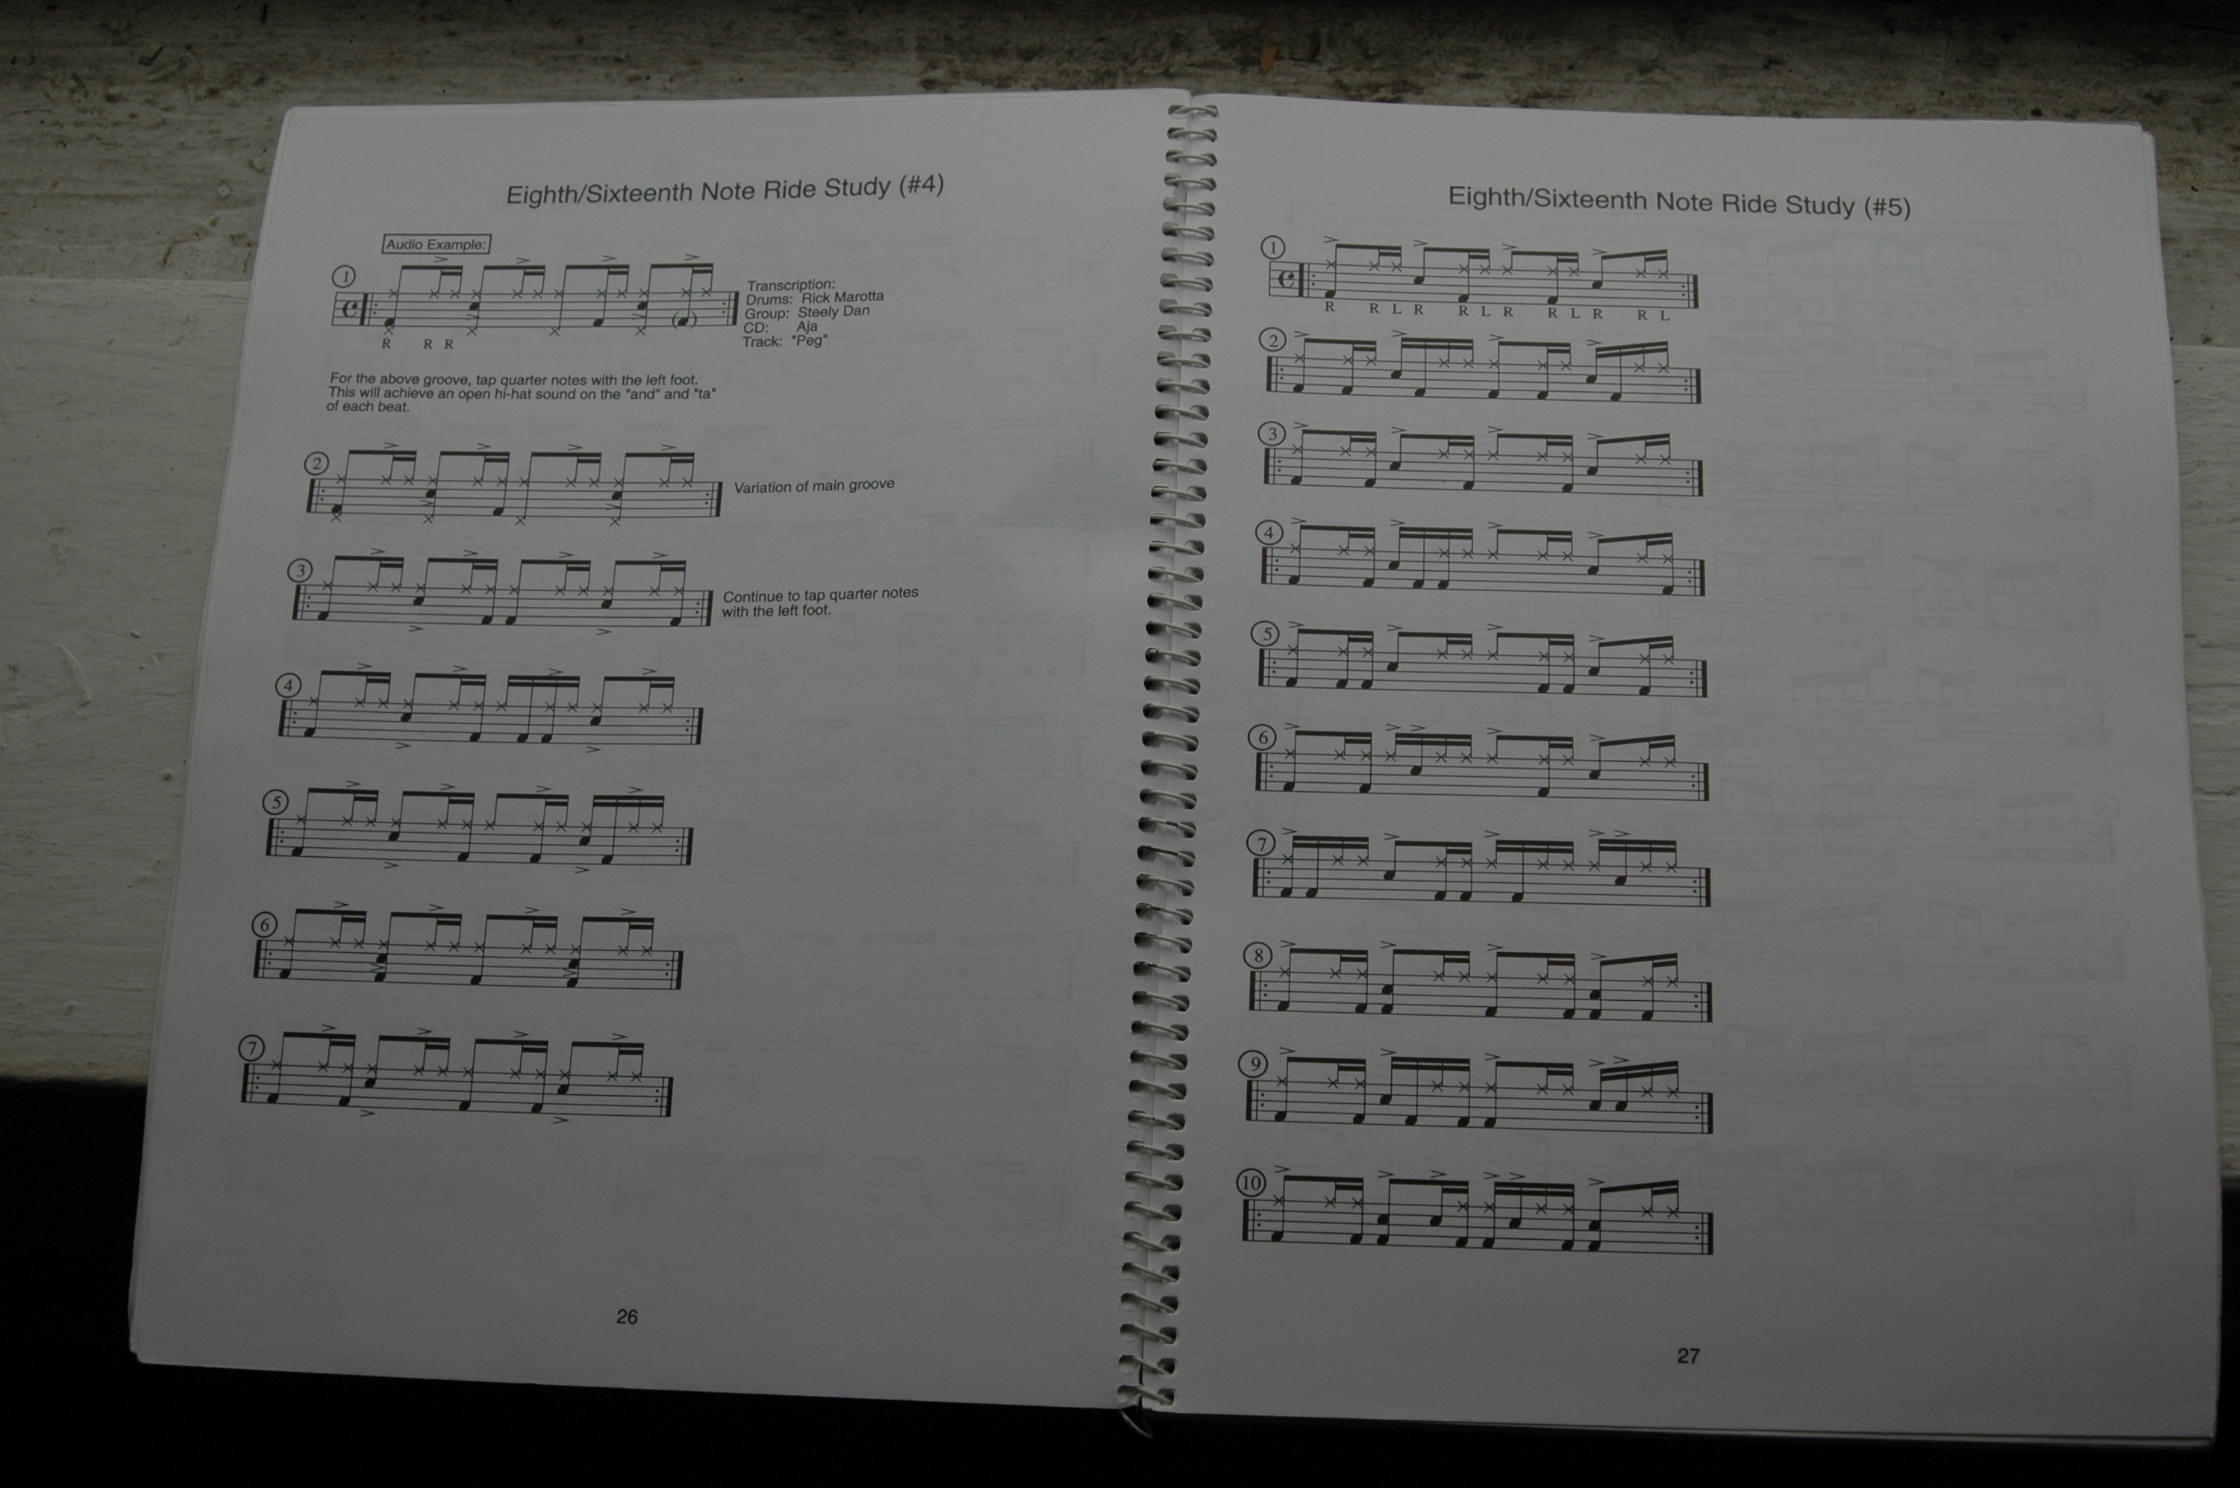 Eighth/Sixteenth Note Ride Study (#4)
Audio Example:
1
Transcription:
Drums: Rick Marotta
Group: Steely Dan
CD: Aja
Track: "Peg"
R R R
For the above groove, tap quarter notes with the left foot.
This will achieve an open hi-hat sound on the "and" and "ta"
of each beat.
2
Variation of main groove
3
Continue to tap quarter notes
with the left foot.
4
5
6
7
26
Eighth/Sixteenth Note Ride Study (#5)
1
R R L R R L R R L R R L
2
3
4
5
6
7
8
9
10
27